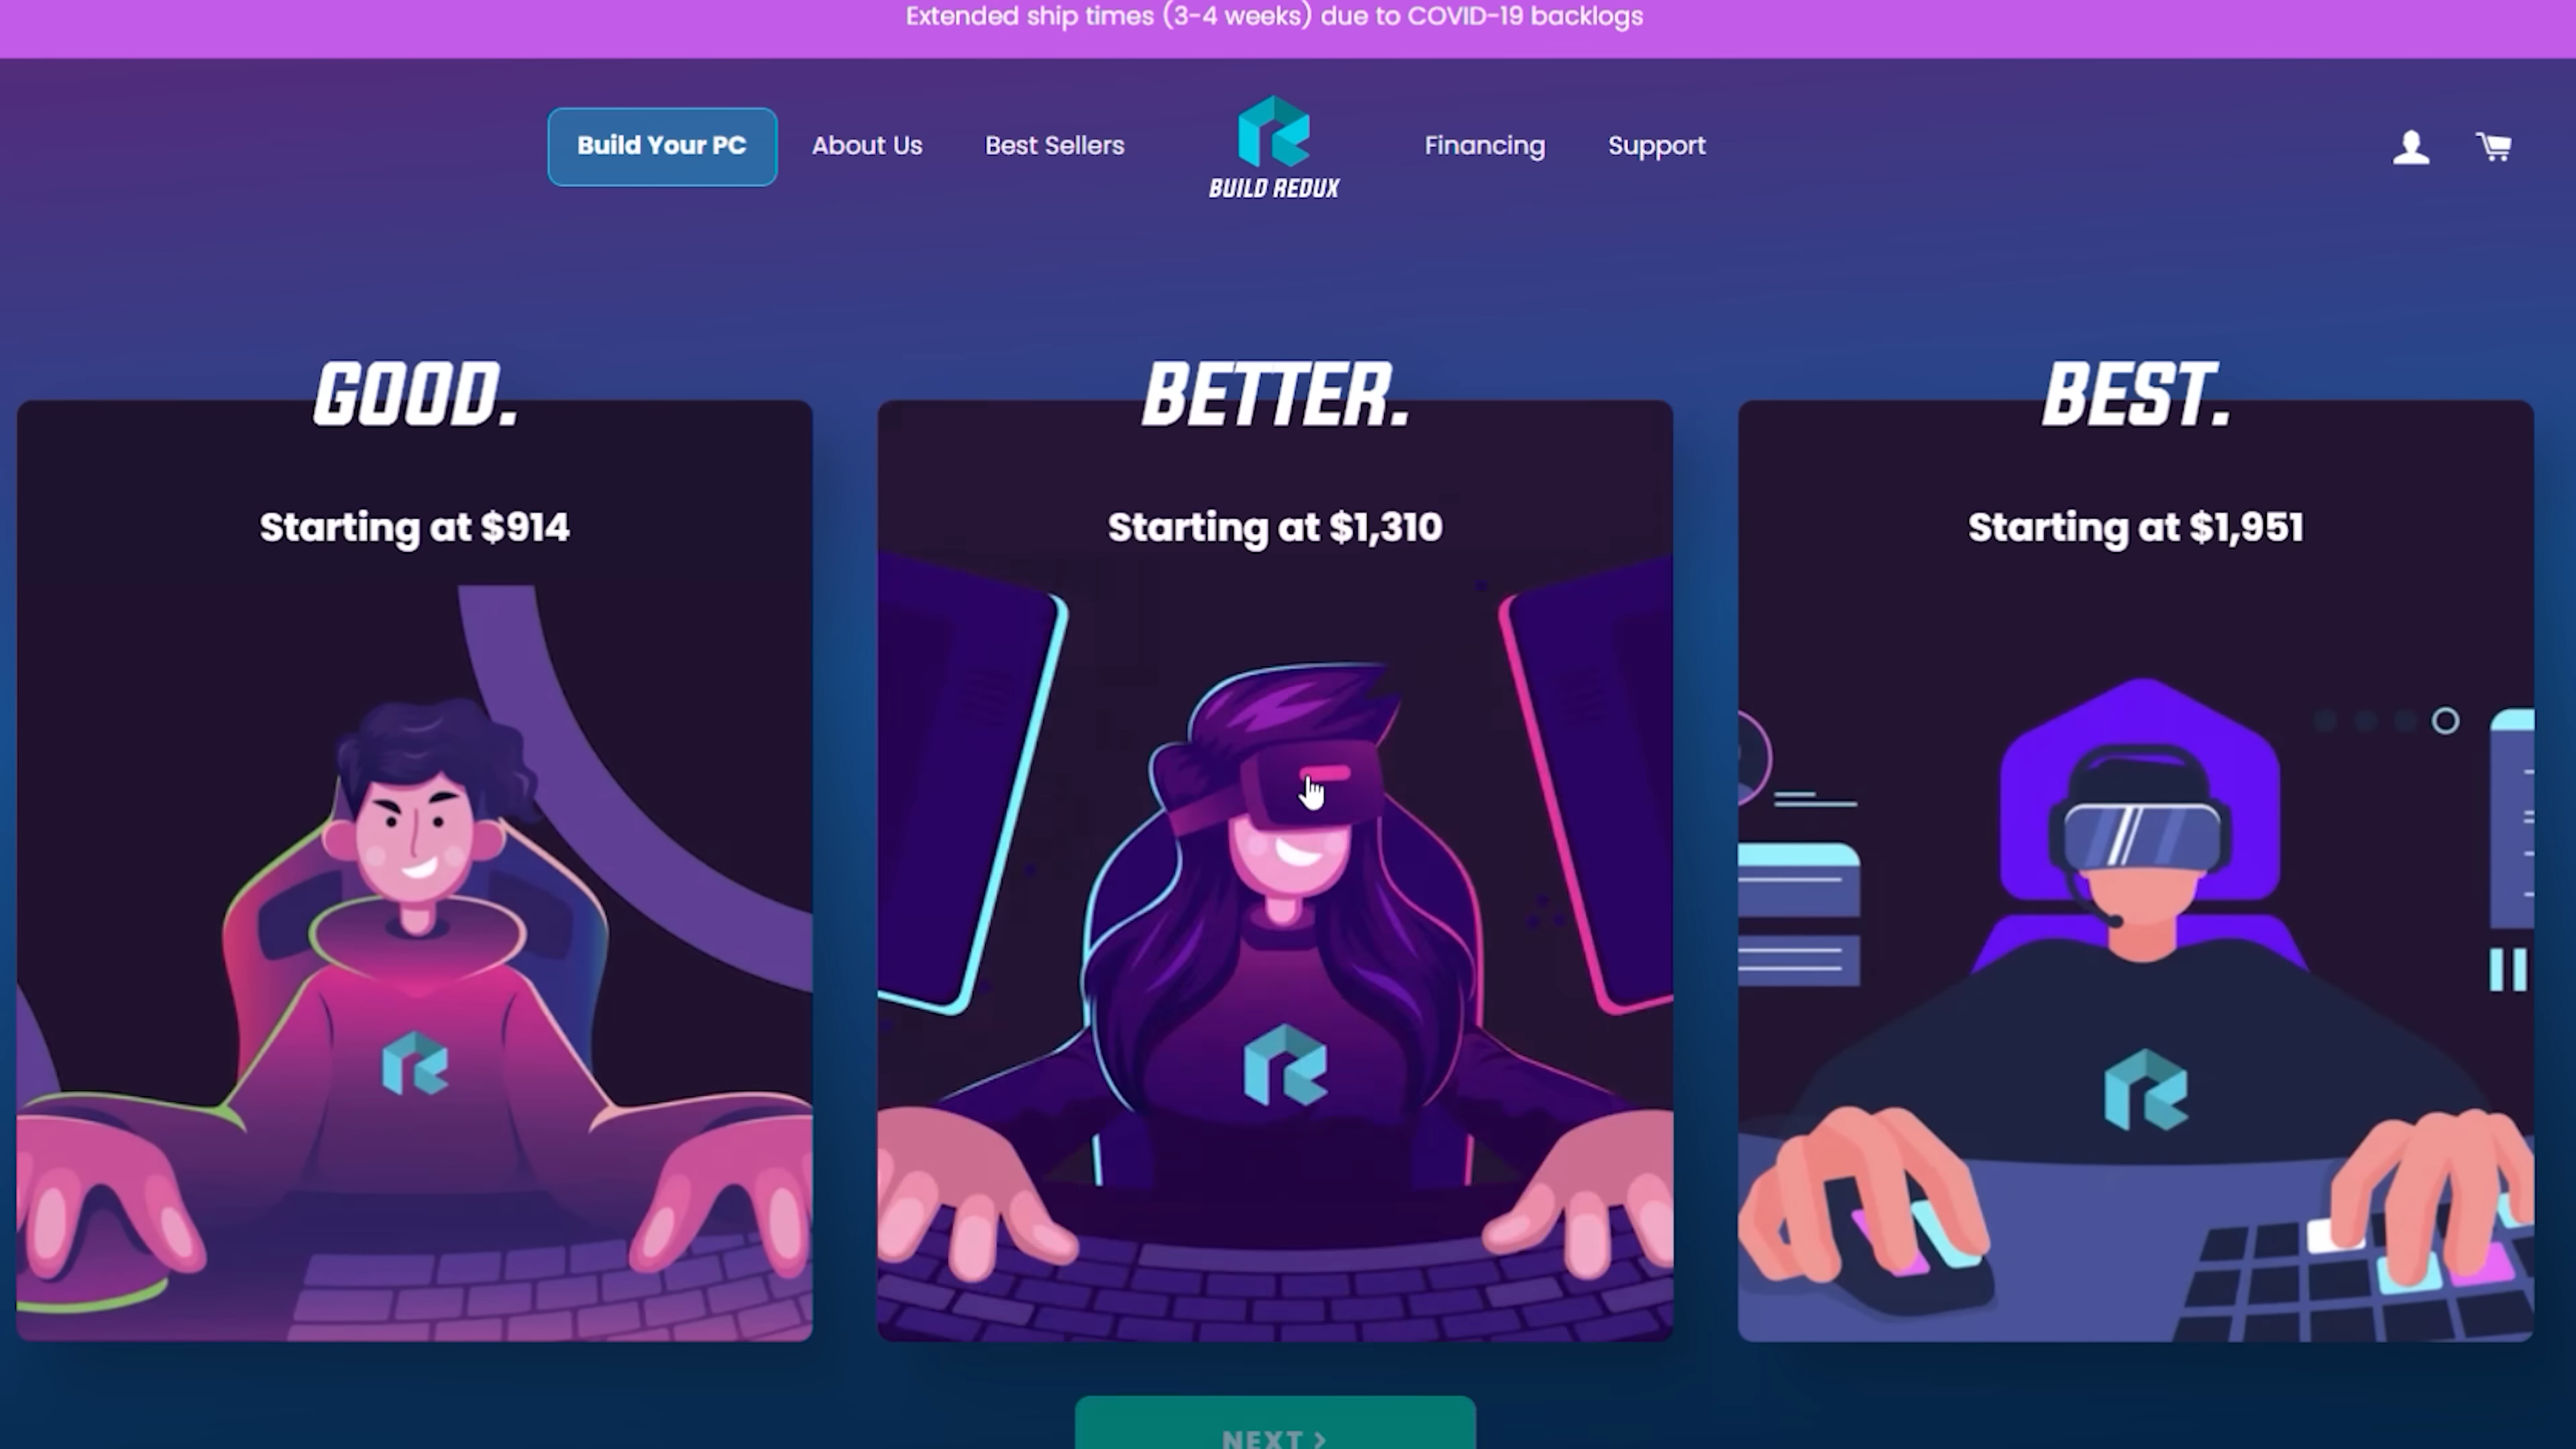 Extended ship times (3-4 weeks) due to COVID-19 backlogs
Build Your PC
About Us
Best Sellers
BUILD REDUX
Financing
Support
GOOD.
Starting at $914
BETTER.
Starting at $1,310
BEST.
Starting at $1,951
NEXT >